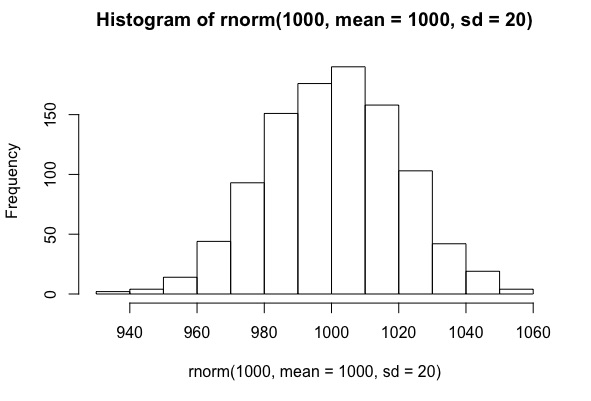 Histogram of rnorm(1000, mean = 1000, sd = 20)
Frequency
150
100
50
0
940 960 980 1000 1020 1040 1060
rnorm(1000, mean = 1000, sd = 20)